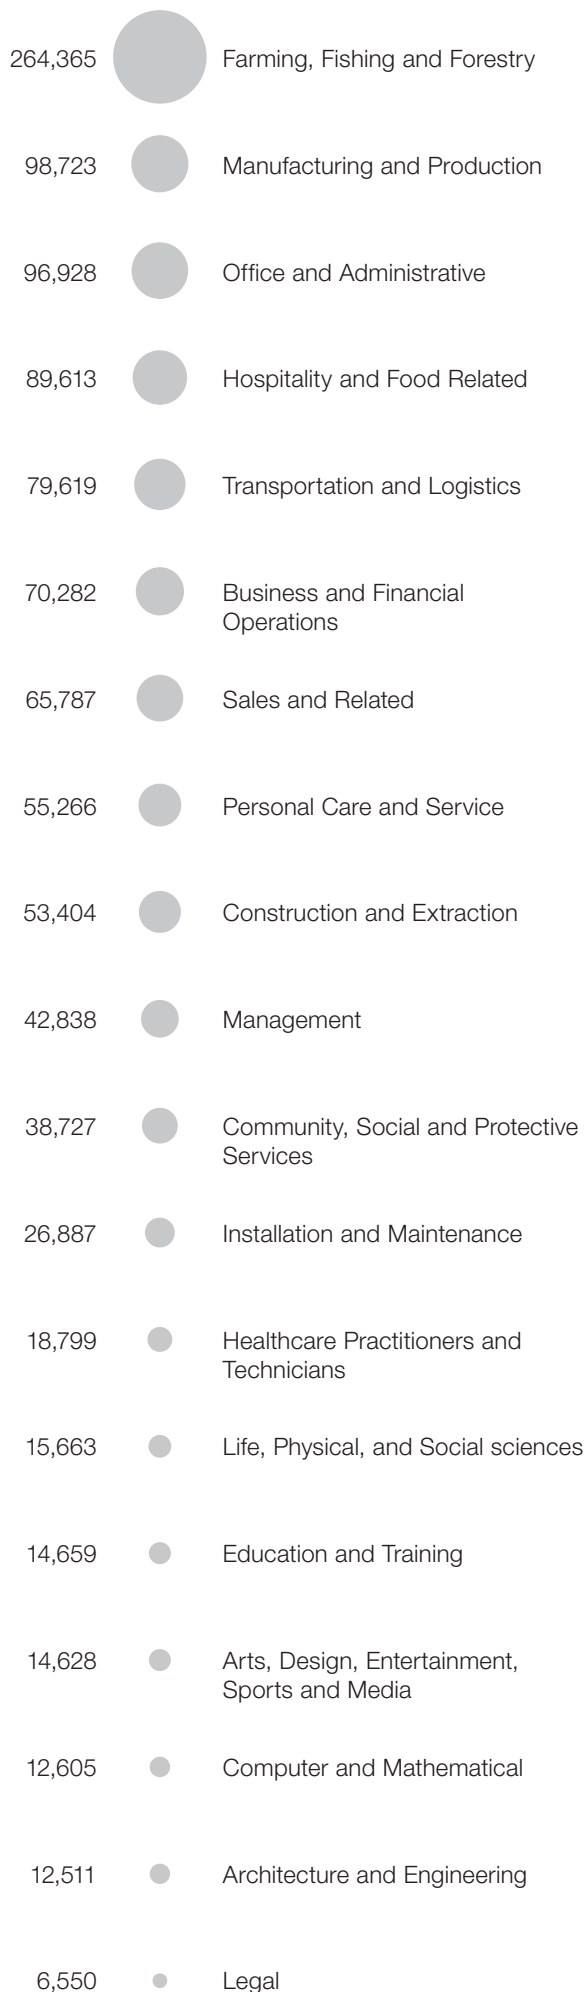 264,365 Farming, Fishing and Forestry
98,723 Manufacturing and Production
96,928 Office and Administrative
89,613 Hospitality and Food Related
79,619 Transportation and Logistics
70,282 Business and Financial
Operations
65,787 Sales and Related
55,266 Personal Care and Service
53,404 Construction and Extraction
42,838 Management
38,727 Community, Social and Protective
Services
26,887 Installation and Maintenance
18,799 Healthcare Practitioners and
Technicians
15,663 Life, Physical, and Social sciences
14,659 Education and Training
14,628 Arts, Design, Entertainment,
Sports and Media
12,605 Computer and Mathematical
12,511 Architecture and Engineering
6,550 Legal